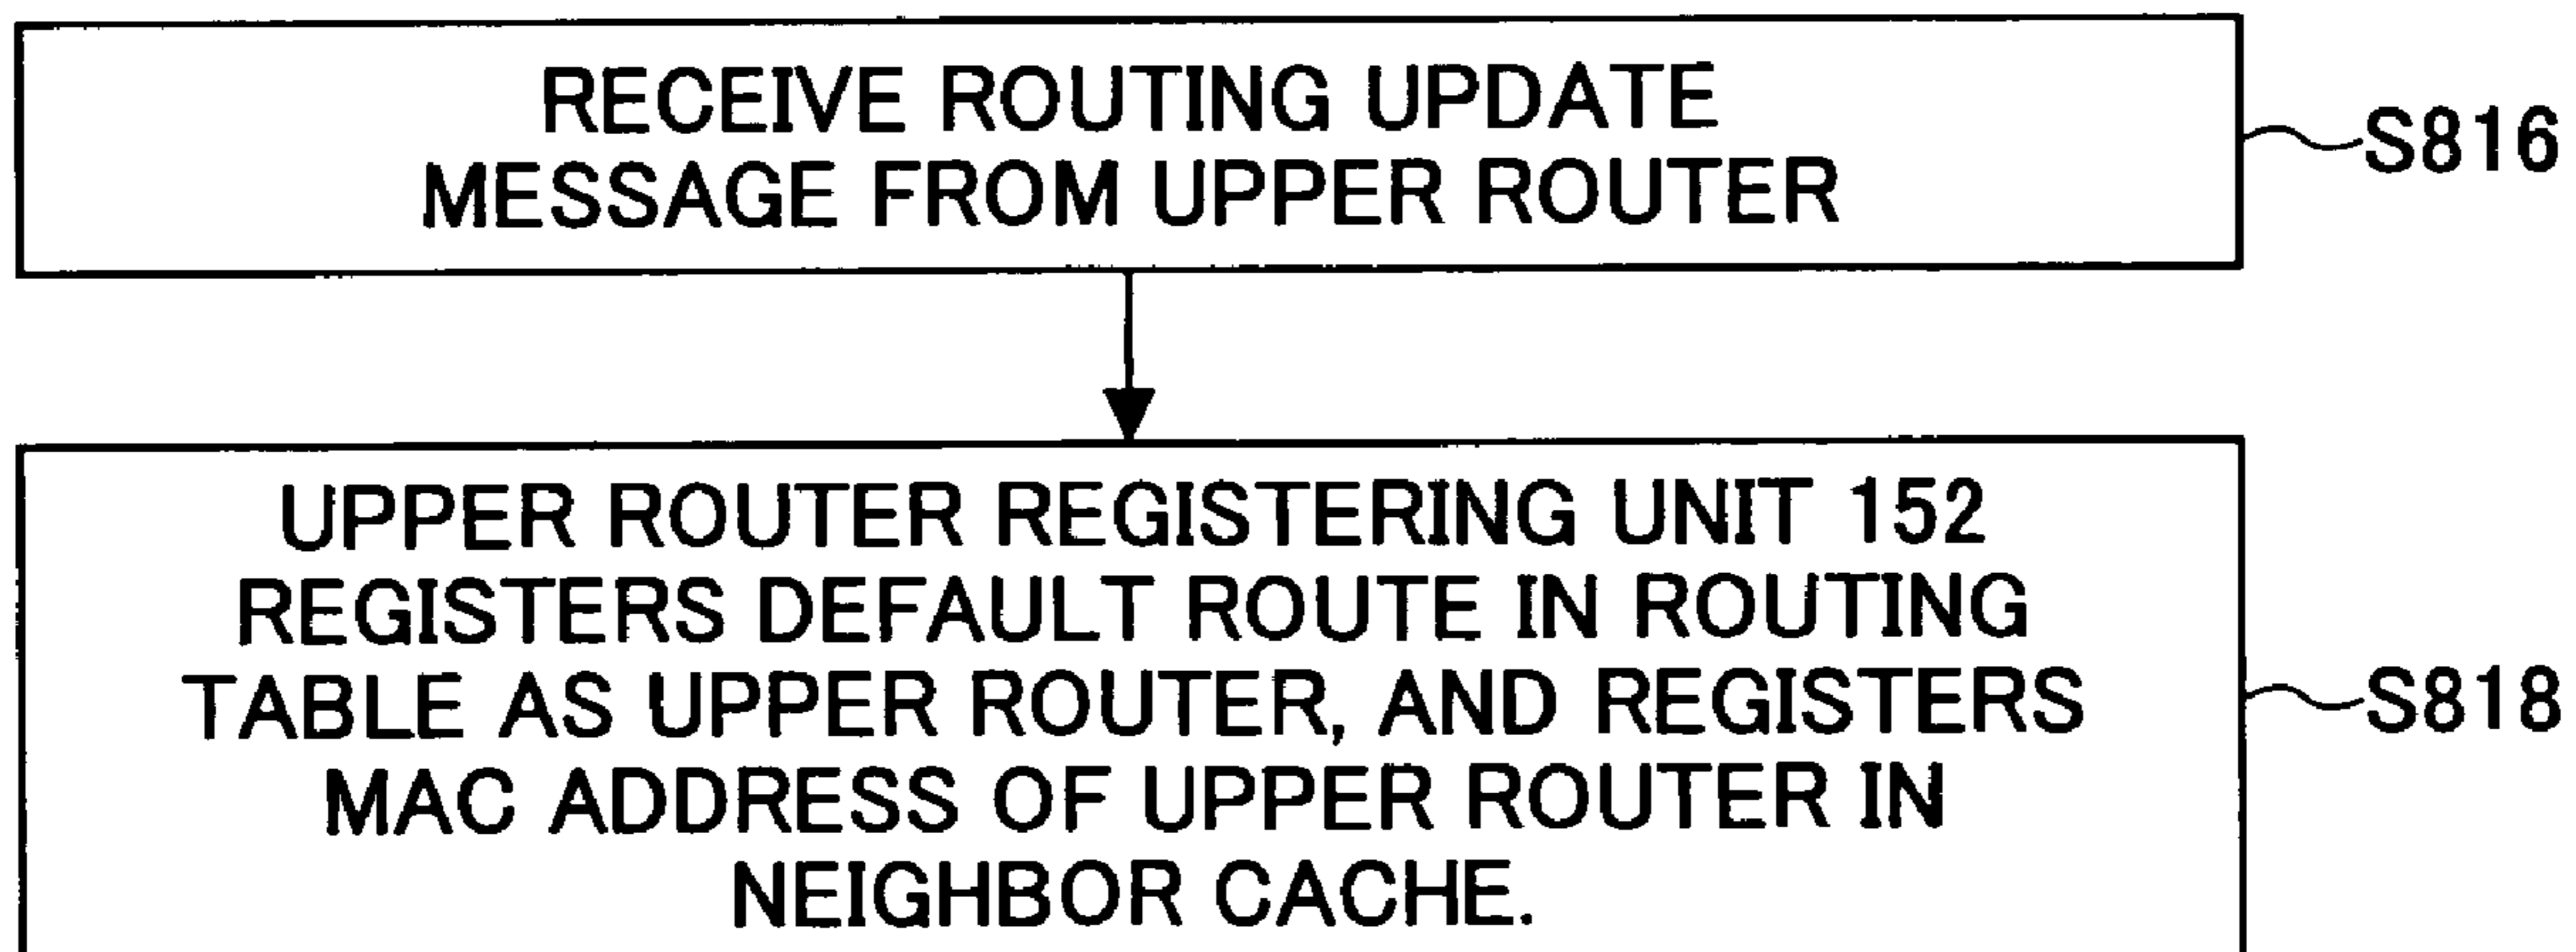 RECEIVE ROUTING UPDATE
MESSAGE FROM UPPER ROUTER
S816
UPPER ROUTER REGISTERING UNIT 152
REGISTERS DEFAULT ROUTE IN ROUTING
TABLE AS UPPER ROUTER, AND REGISTERS
MAC ADDRESS OF UPPER ROUTER IN
NEIGHBOR CACHE.
S818